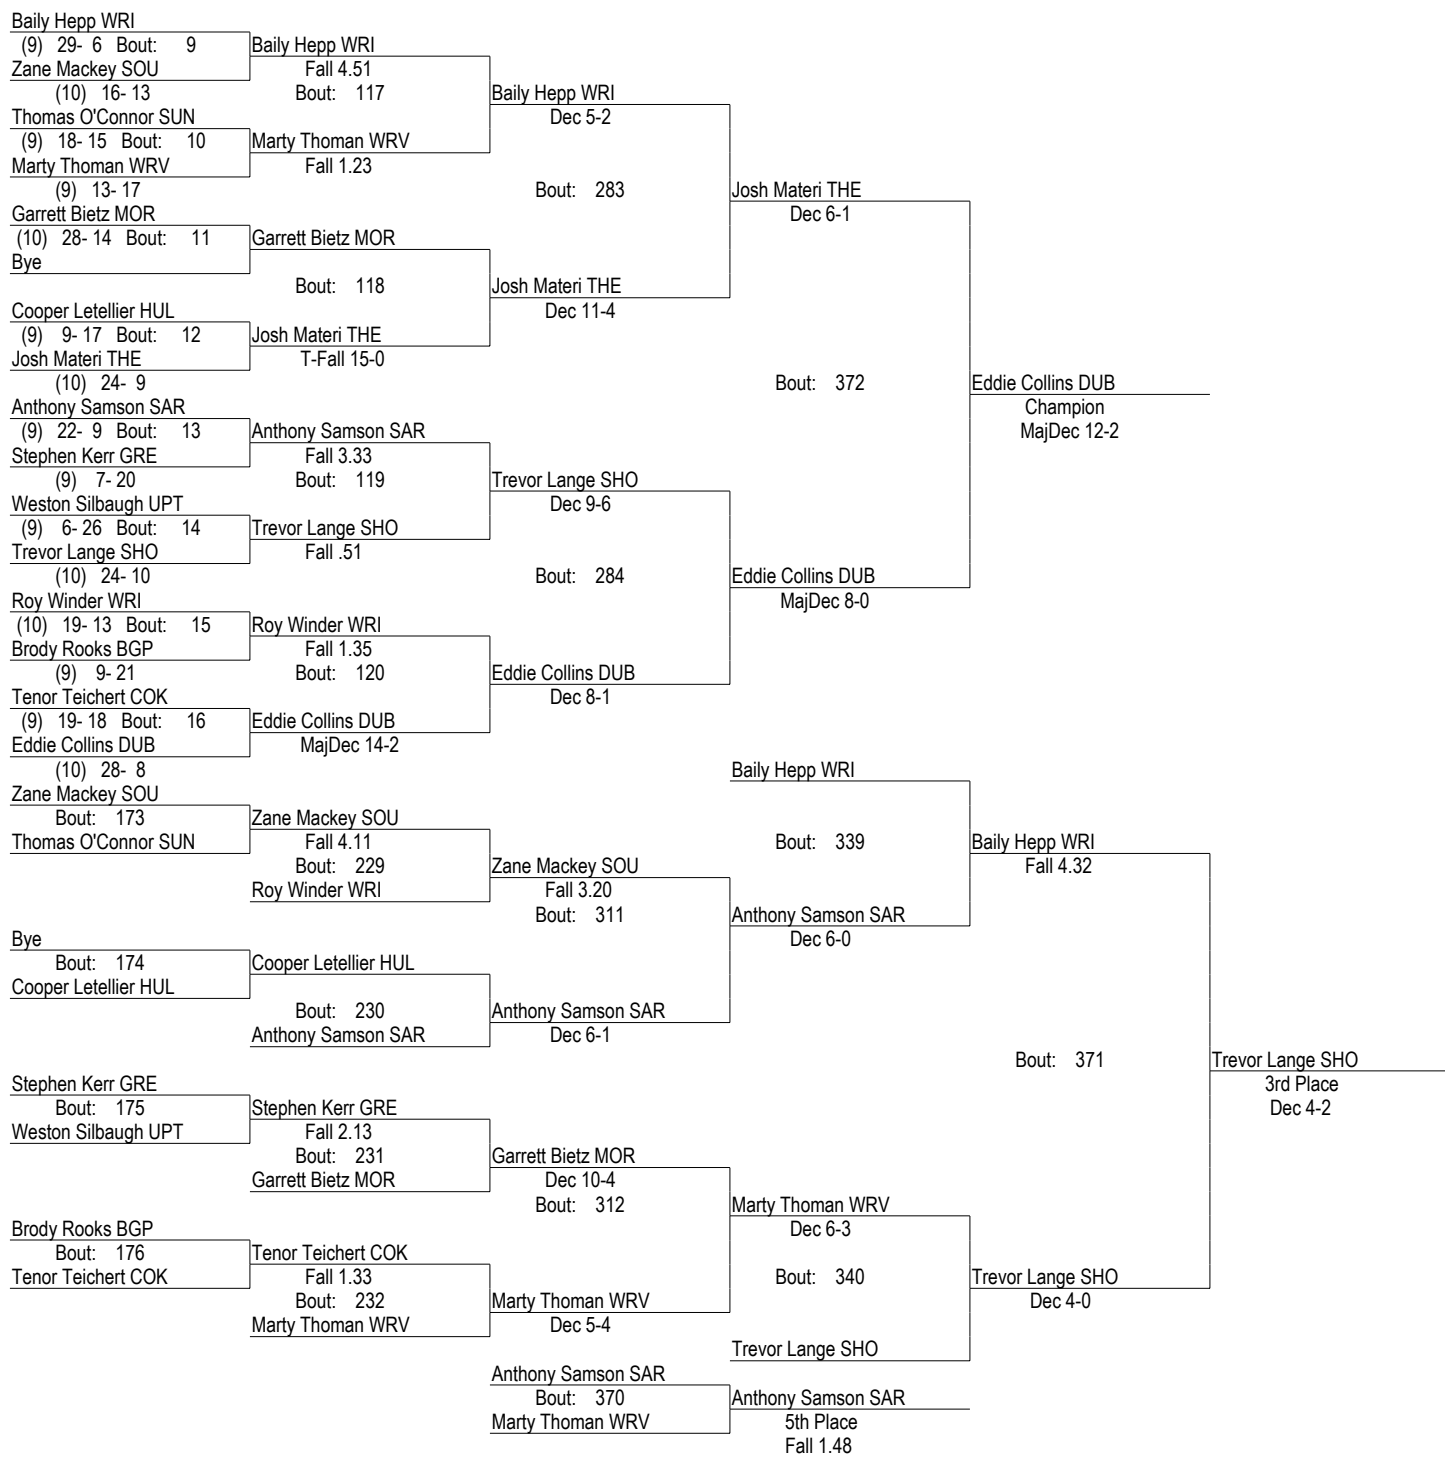 Baily Hepp WRI
(9) 29- 6 Bout: 9 Baily Hepp WRI
Zane Mackey SOU Fall 4.51
(10) 16- 13 Bout: 117 Baily Hepp WRI
Thomas O'Connor SUN Dec 5-2
(9) 18- 15 Bout: 10 Marty Thoman WRV
Marty Thoman WRV Fall 1.23
(9) 13- 17 Bout: 283 Josh Materi THE
Garrett Bietz MOR Dec 6-1
(10) 28- 14 Bout: 11 Garrett Bietz MOR
Bye
Bout: 118 Josh Materi THE
Cooper Letellier HUL Dec 11-4
(9) 9- 17 Bout: 12 Josh Materi THE
Josh Materi THE T-Fall 15-0
(10) 24- 9 Bout: 372 Eddie Collins DUB
Anthony Samson SAR Champion
(9) 22- 9 Bout: 13 Anthony Samson SAR MajDec 12-2
Stephen Kerr GRE Fall 3.33
(9) 7- 20 Bout: 119 Trevor Lange SHO
Weston Silbaugh UPT Dec 9-6
(9) 6- 26 Bout: 14 Trevor Lange SHO
Trevor Lange SHO Fall .51
(10) 24- 10 Bout: 284 Eddie Collins DUB
Roy Winder WRI MajDec 8-0
(10) 19- 13 Bout: 15 Roy Winder WRI
Brody Rooks BGP Fall 1.35
(9) 9- 21 Bout: 120 Eddie Collins DUB
Tenor Teichert COK Dec 8-1
(9) 19- 18 Bout: 16 Eddie Collins DUB
Eddie Collins DUB MajDec 14-2
(10) 28- 8 Baily Hepp WRI
Zane Mackey SOU
Bout: 173 Zane Mackey SOU
Thomas O'Connor SUN Fall 4.11 Bout: 339 Baily Hepp WRI
Bout: 229 Zane Mackey SOU Fall 4.32
Roy Winder WRI Fall 3.20
Bout: 311 Anthony Samson SAR
Bye Dec 6-0
Bout: 174 Cooper Letellier HUL
Cooper Letellier HUL
Bout: 230 Anthony Samson SAR
Anthony Samson SAR Dec 6-1
Bout: 371 Trevor Lange SHO
Stephen Kerr GRE 3rd Place
Bout: 175 Stephen Kerr GRE Dec 4-2
Weston Silbaugh UPT Fall 2.13
Bout: 231 Garrett Bietz MOR
Garrett Bietz MOR Dec 10-4
Bout: 312 Marty Thoman WRV
Brody Rooks BGP Dec 6-3
Bout: 176 Tenor Teichert COK
Tenor Teichert COK Fall 1.33 Bout: 340 Trevor Lange SHO
Bout: 232 Marty Thoman WRV Dec 4-0
Marty Thoman WRV Dec 5-4
Trevor Lange SHO
Anthony Samson SAR
Bout: 370 Anthony Samson SAR
Marty Thoman WRV 5th Place
Fall 1.48